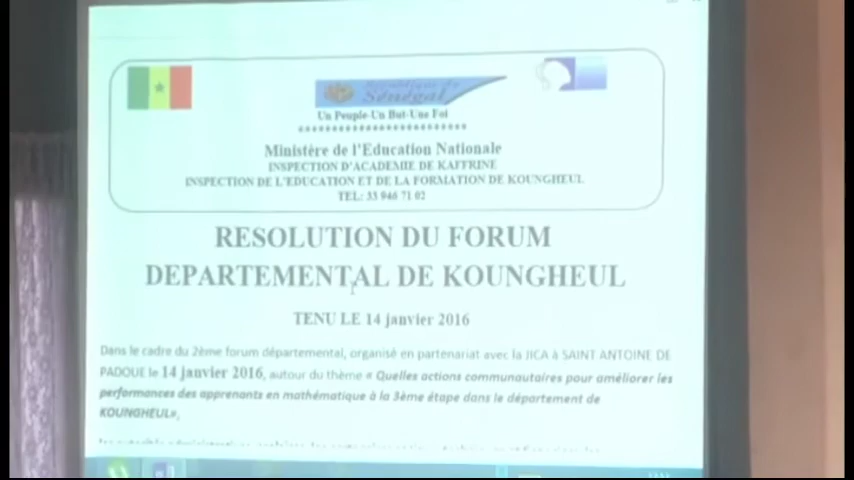 République du
Sénégal
Un Peuple-Un But-Une Foi
***********************
Ministère de l'Education Nationale
INSPECTION D'ACADEMIE DE KAFFRINE
INSPECTION DE L'EDUCATION ET DE LA FORMATION DE KOUNGHEUL
TEL: 33 946 71 02
RESOLUTION DU FORUM
DEPARTEMENTAL DE KOUNGHEUL
TENU LE 14 janvier 2016
Dans le cadre du 2ème forum départemental, organisé en partenariat avec la JICA à SAINT ANTOINE DE
PADOUE le 14 janvier 2016, autour du thème « Quelles actions communautaires pour améliorer les
performances des apprenants en mathématique à la 3ème étape dans le département de
KOUNGHEUL»,